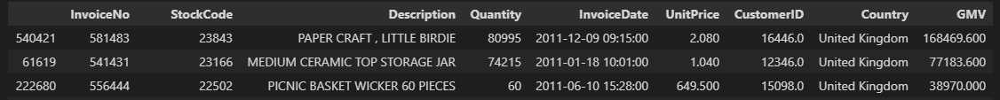 InvoiceNo StockCode Description Quantity InvoiceDate UnitPrice CustomerID Country GMV
540421 581483 23843 PAPER CRAFT , LITTLE BIRDIE 80995 2011-12-09 09:15:00 2.080 16446.0 United Kingdom 168469.600
61619 541431 23166 MEDIUM CERAMIC TOP STORAGE JAR 74215 2011-01-18 10:01:00 1.040 12346.0 United Kingdom 77183.600
222680 556444 22502 PICNIC BASKET WICKER 60 PIECES 60 2011-06-10 15:28:00 649.500 15098.0 United Kingdom 38970.000